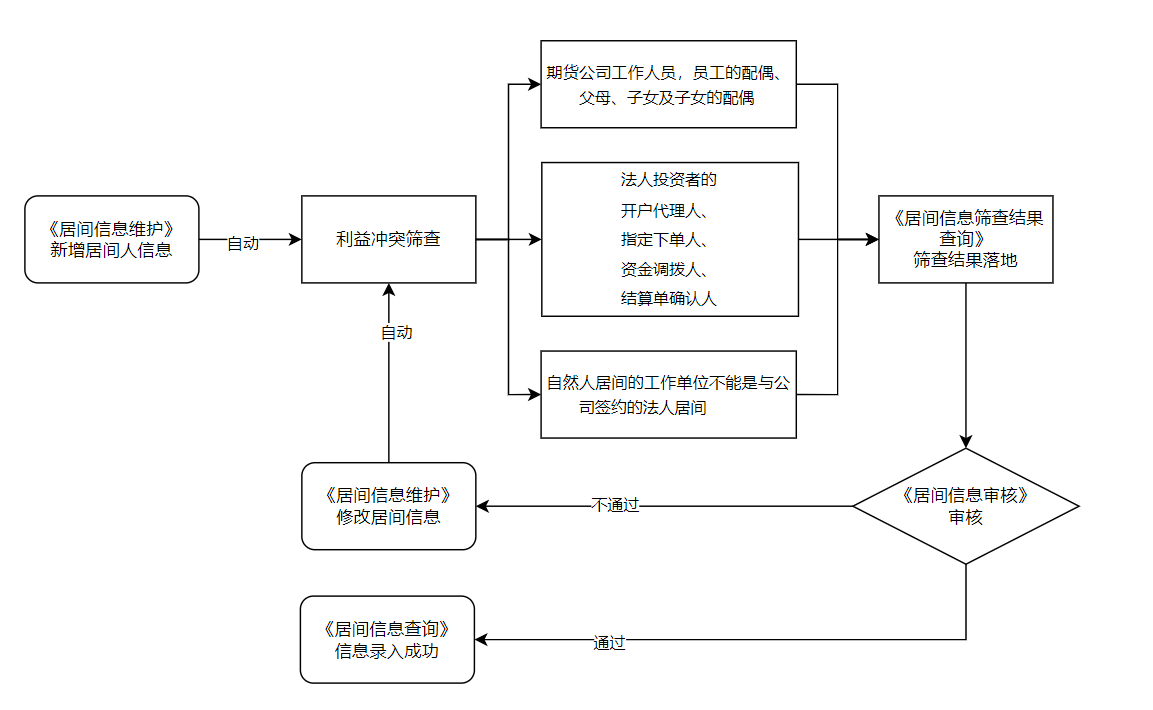 期货公司工作人员，员工的配偶、
父母、子女及子女的配偶
法人投资者的
开户代理人、
指定下单人、
资金调拨人、
结算单确认人
《居间信息维护》
新增居间人信息
自动
利益冲突筛查
《居间信息筛查结果
查询》
筛查结果落地
自动
自然人居间的工作单位不能是与公
司签约的法人居间
《居间信息维护》
修改居间信息
不通过
《居间信息审核》
审核
《居间信息查询》
信息录入成功
通过